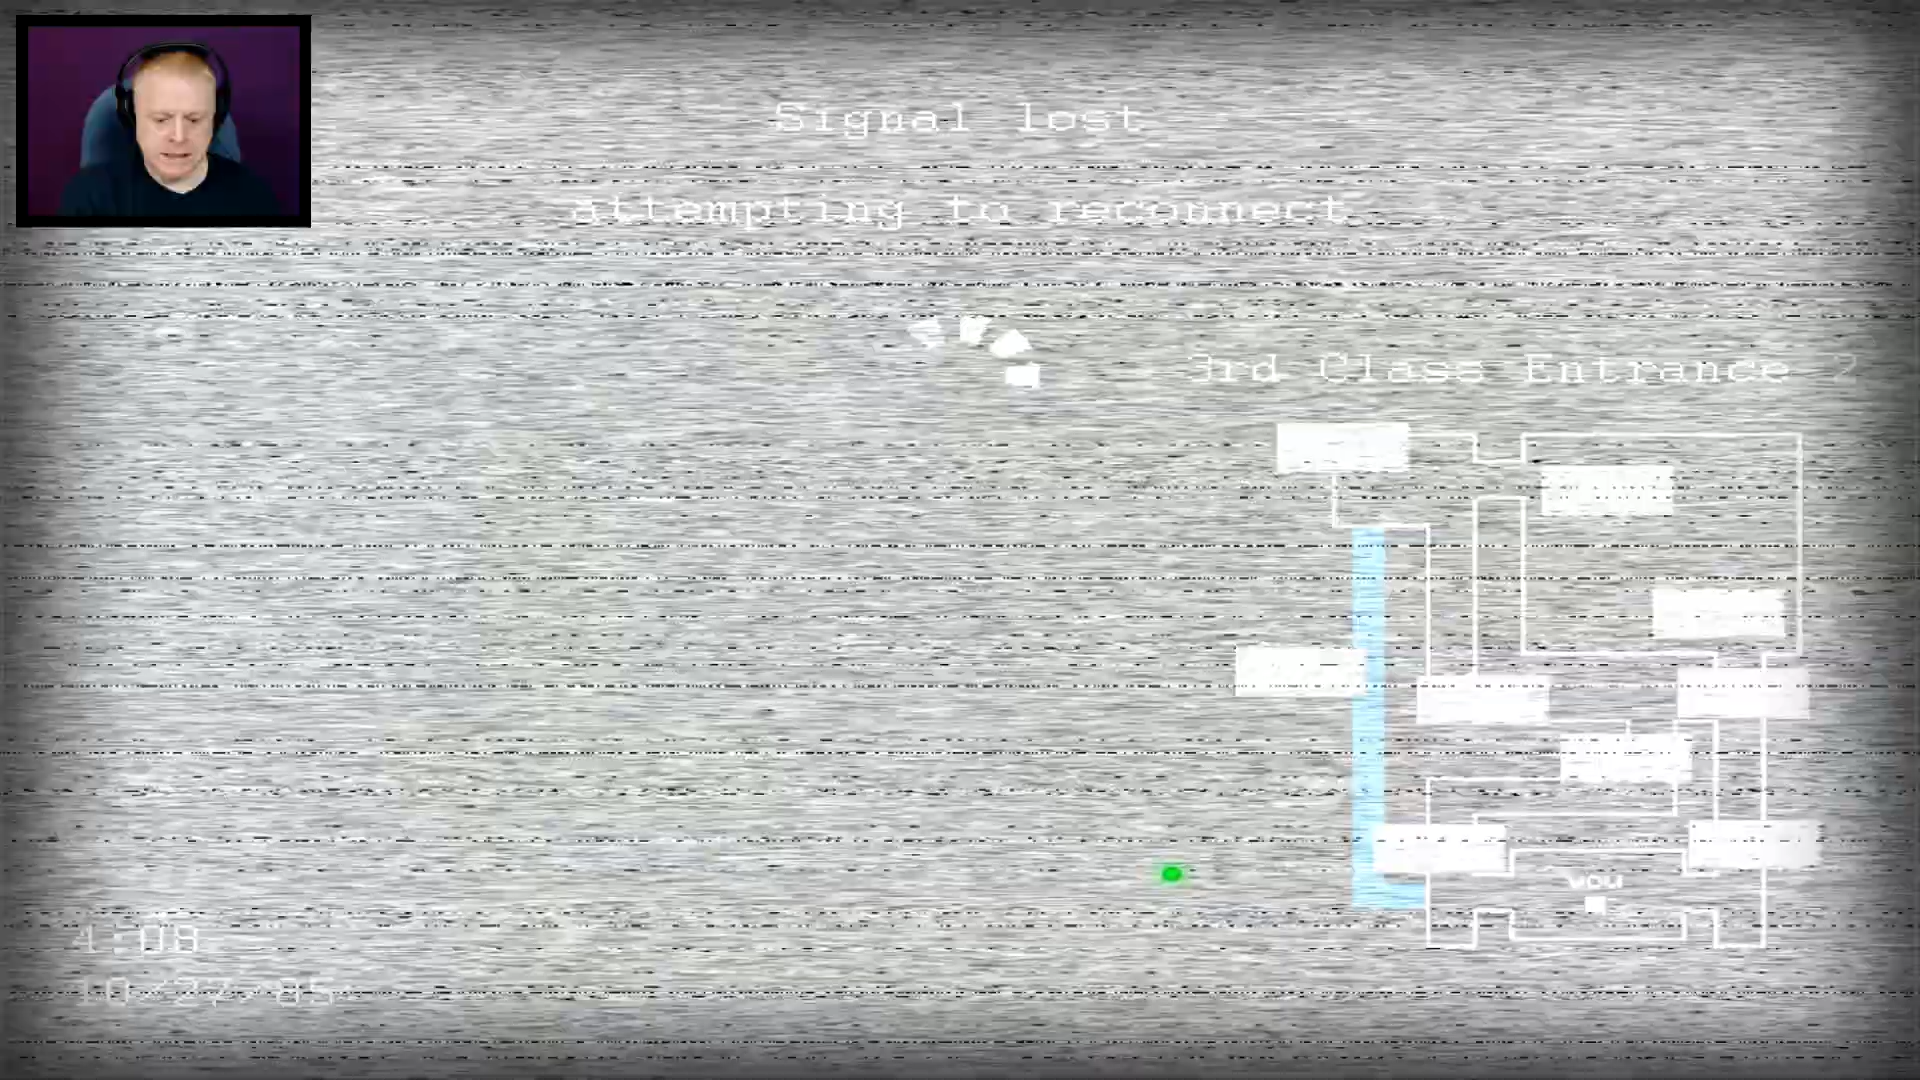 Signal lost
attempting to reconnect
3rd Class Entrance 2
you
4:08
10/27/85